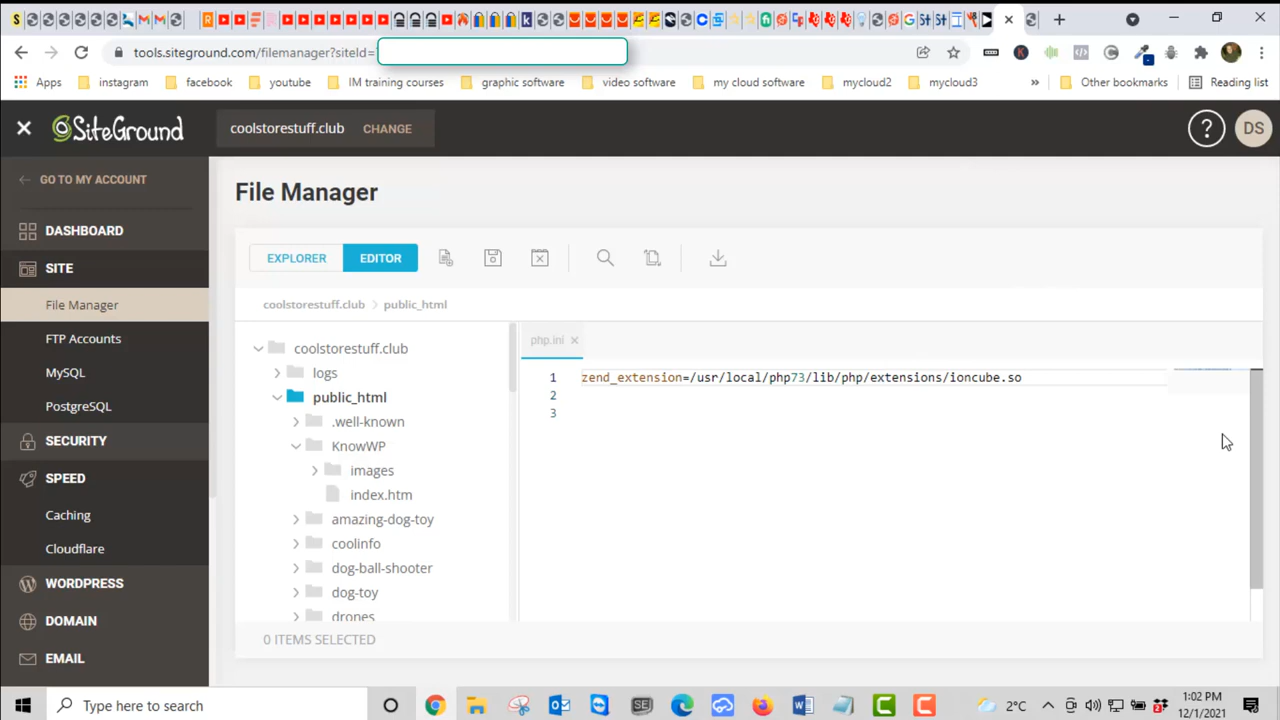 tools.siteground.com/filemanager?siteId=
Apps instagram facebook youtube IM training courses graphic software video software my cloud software mycloud2 mycloud3 » Other bookmarks Reading list
SiteGround coolstorestuff.club CHANGE ? DS
GO TO MY ACCOUNT
DASHBOARD
SITE
File Manager
FTP Accounts
MySQL
PostgreSQL
SECURITY
SPEED
Caching
Cloudflare
WORDPRESS
DOMAIN
EMAIL
File Manager
EXPLORER EDITOR
coolstorestuff.club > public_html
coolstorestuff.club
logs
public_html
.well-known
KnowWP
images
index.htm
amazing-dog-toy
coolinfo
dog-ball-shooter
dog-toy
drones
0 ITEMS SELECTED
php.ini ×
1 zend_extension=/usr/local/php73/lib/php/extensions/ioncube.so
2
3
Type here to search
2°C
1:02 PM
12/1/2021